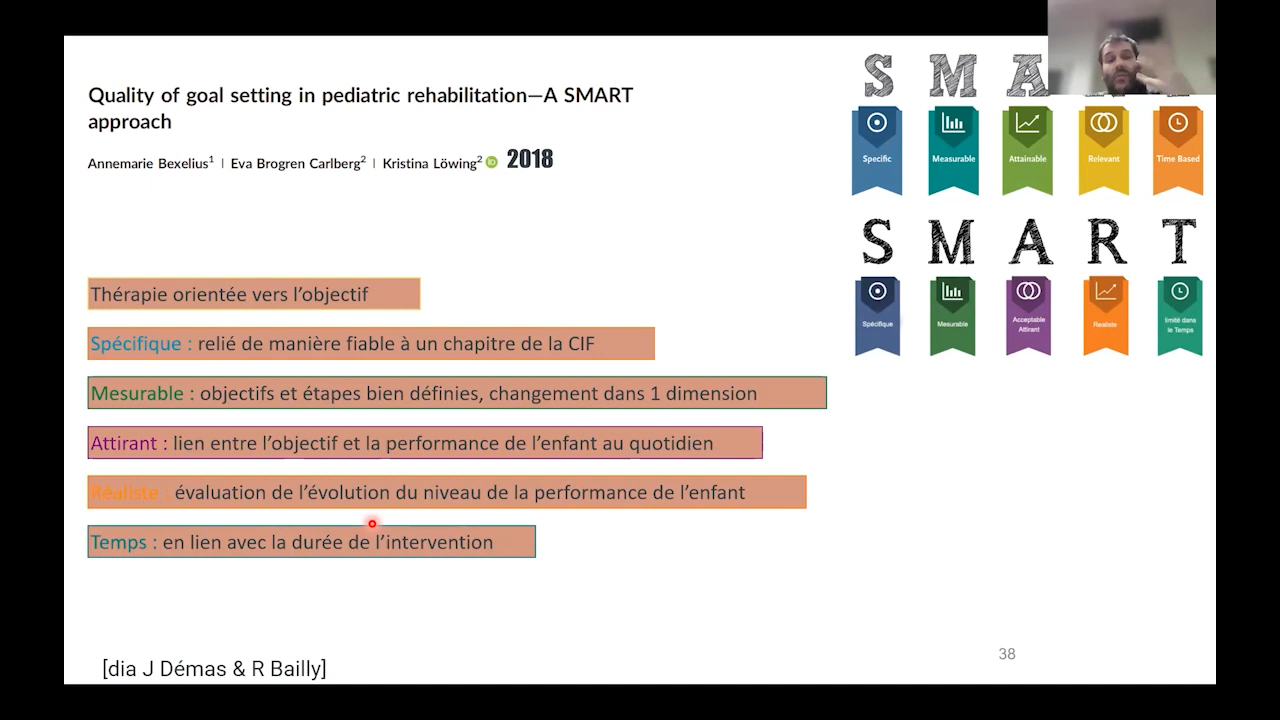 Quality of goal setting in pediatric rehabilitation—A SMART
approach
Annemarie Bexelius1 | Eva Brogren Carlberg2 | Kristina Löwing2 iD 2018
S M A
Specific Measurable Attainable Relevant Time Based
S M A R T
Spécifique Mesurable Acceptable Attirant Realiste limité dans le Temps
Thérapie orientée vers l’objectif
Spécifique : relié de manière fiable à un chapitre de la CIF
Mesurable : objectifs et étapes bien définies, changement dans 1 dimension
Attirant : lien entre l’objectif et la performance de l’enfant au quotidien
Réaliste : évaluation de l’évolution du niveau de la performance de l’enfant
Temps : en lien avec la durée de l’intervention
38
[dia J Démas & R Bailly]